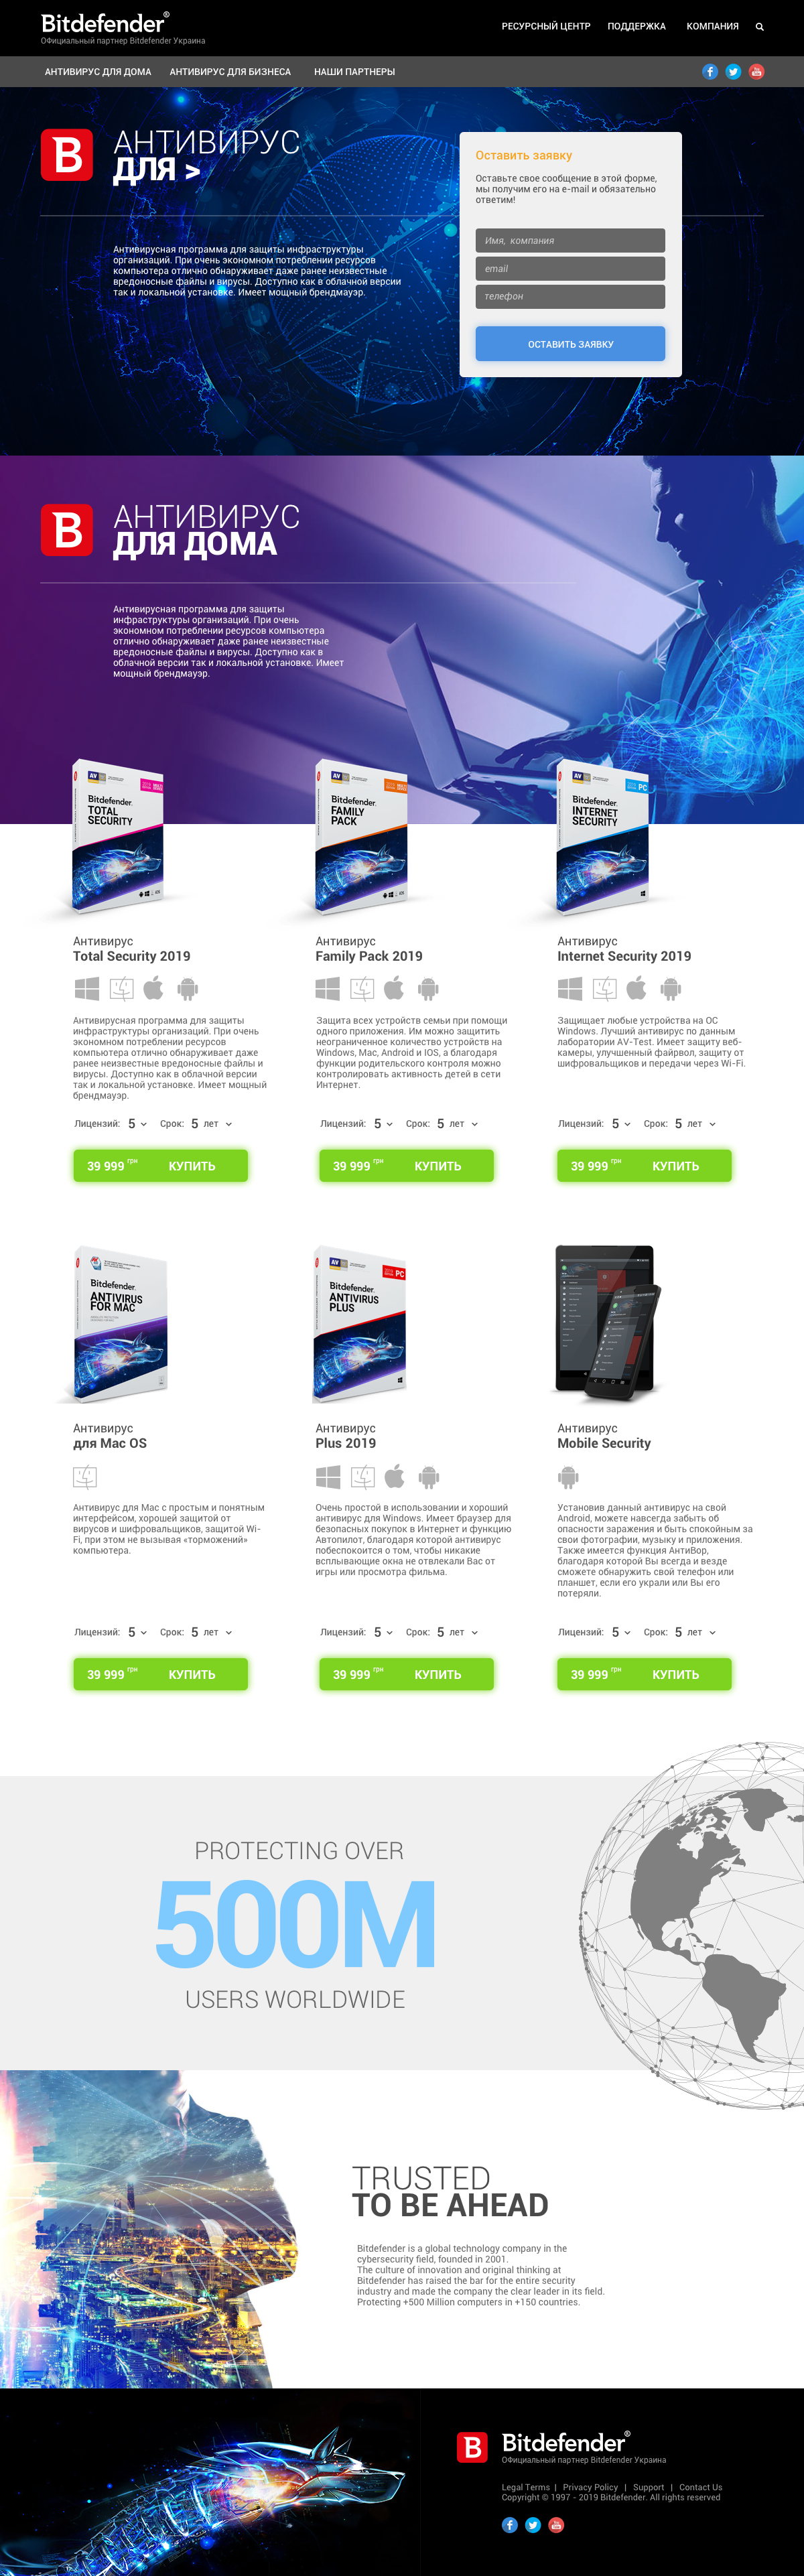 Bitdefender®
Официальный партнер Bitdefender Украина
РЕСУРСНЫЙ ЦЕНТР
ПОДДЕРЖКА
КОМПАНИЯ
АНТИВИРУС ДЛЯ ДОМА
АНТИВИРУС ДЛЯ БИЗНЕСА
НАШИ ПАРТНЕРЫ
B
АНТИВИРУС
ДЛЯ >
Антивирусная программа для защиты инфраструктуры
организаций. При очень экономном потреблении ресурсов
компьютера отлично обнаруживает даже ранее неизвестные
вредоносные файлы и вирусы. Доступно как в облачной версии
так и локальной установке. Имеет мощный брендмауэр.
Оставить заявку
Оставьте свое сообщение в этой форме,
мы получим его на e-mail и обязательно
ответим!
Имя, компания
email
телефон
ОСТАВИТЬ ЗАЯВКУ
B
АНТИВИРУС
ДЛЯ ДОМА
Антивирусная программа для защиты
инфраструктуры организаций. При очень
экономном потреблении ресурсов компьютера
отлично обнаруживает даже ранее неизвестные
вредоносные файлы и вирусы. Доступно как в
облачной версии так и локальной установке. Имеет
мощный брендмауэр.
AV
Bitdefender
TOTAL
SECURITY
AV
Bitdefender
FAMILY
PACK
AV
PC
Bitdefender
INTERNET
SECURITY
Антивирус
Total Security 2019
Антивирусная программа для защиты
инфраструктуры организаций. При очень
экономном потреблении ресурсов
компьютера отлично обнаруживает даже
ранее неизвестные вредоносные файлы и
вирусы. Доступно как в облачной версии
так и локальной установке. Имеет мощный
брендмауэр.
Лицензий: 5 Срок: 5 лет
39 999 грн КУПИТЬ
Антивирус
Family Pack 2019
Защита всех устройств семьи при помощи
одного приложения. Им можно защитить
неограниченное количество устройств на
Windows, Mac, Android и IOS, а благодаря
функции родительского контроля можно
контролировать активность детей в сети
Интернет.
Лицензий: 5 Срок: 5 лет
39 999 грн КУПИТЬ
Антивирус
Internet Security 2019
Защищает любые устройства на ОС
Windows. Лучший антивирус по данным
лаборатории AV-Test. Имеет защиту веб-
камеры, улучшенный файрвол, защиту от
шифровальщиков и передачи через Wi-Fi.
Лицензий: 5 Срок: 5 лет
39 999 грн КУПИТЬ
Bitdefender
ANTIVIRUS
FOR MAC
AV
PC
Bitdefender
ANTIVIRUS
PLUS
Антивирус
для Mac OS
Антивирус для Mac с простым и понятным
интерфейсом, хорошей защитой от
вирусов и шифровальщиков, защитой Wi-
Fi, при этом не вызывая «торможений»
компьютера.
Лицензий: 5 Срок: 5 лет
39 999 грн КУПИТЬ
Антивирус
Plus 2019
Очень простой в использовании и хороший
антивирус для Windows. Имеет браузер для
безопасных покупок в Интернет и функцию
Автопилот, благодаря которой антивирус
побеспокоится о том, чтобы никакие
всплывающие окна не отвлекали Вас от
игры или просмотра фильма.
Лицензий: 5 Срок: 5 лет
39 999 грн КУПИТЬ
Антивирус
Mobile Security
Установив данный антивирус на свой
Android, можете навсегда забыть об
опасности заражения и быть спокойным за
свои фотографии, музыку и приложения.
Также имеется функция АнтиВор,
благодаря которой Вы всегда и везде
сможете обнаружить свой телефон или
планшет, если его украли или Вы его
потеряли.
Лицензий: 5 Срок: 5 лет
39 999 грн КУПИТЬ
PROTECTING OVER
500M
USERS WORLDWIDE
TRUSTED
TO BE AHEAD
Bitdefender is a global technology company in the
cybersecurity field, founded in 2001.
The culture of innovation and original thinking at
Bitdefender has raised the bar for the entire security
industry and made the company the clear leader in its field.
Protecting +500 Million computers in +150 countries.
B
Bitdefender®
Официальный партнер Bitdefender Украина
Legal Terms | Privacy Policy | Support | Contact Us
Copyright © 1997 - 2019 Bitdefender. All rights reserved